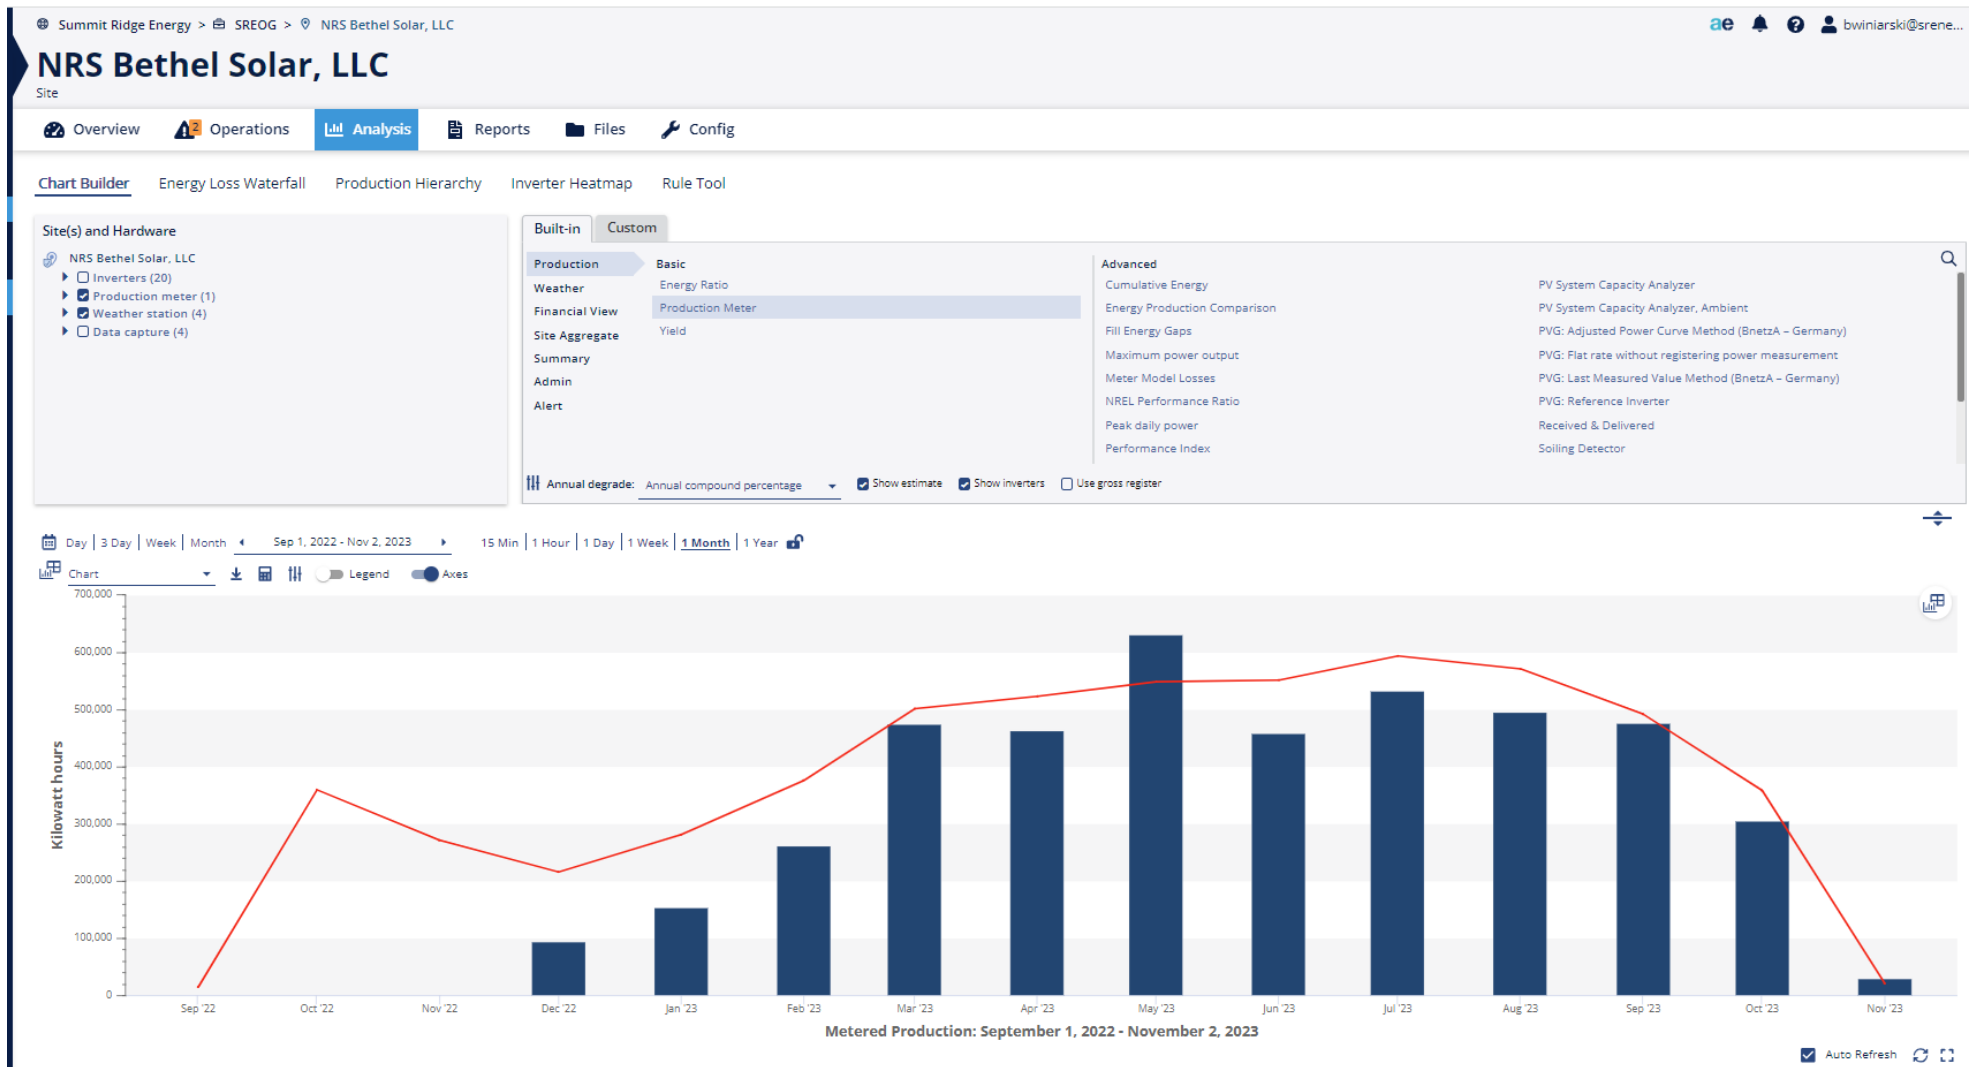 Summit Ridge Energy > SREOG > NRS Bethel Solar, LLC
ae bwiniarski@srene...
NRS Bethel Solar, LLC
Site
Overview 2 Operations Analysis Reports Files Config
Chart Builder Energy Loss Waterfall Production Hierarchy Inverter Heatmap Rule Tool
Site(s) and Hardware
NRS Bethel Solar, LLC
Inverters (20)
Production meter (1)
Weather station (4)
Data capture (4)
Built-in Custom
Production
Weather
Financial View
Site Aggregate
Summary
Admin
Alert
Basic
Energy Ratio
Production Meter
Yield
Advanced
Cumulative Energy
Energy Production Comparison
Fill Energy Gaps
Maximum power output
Meter Model Losses
NREL Performance Ratio
Peak daily power
Performance Index
PV System Capacity Analyzer
PV System Capacity Analyzer, Ambient
PVG: Adjusted Power Curve Method (BnetzA – Germany)
PVG: Flat rate without registering power measurement
PVG: Last Measured Value Method (BnetzA – Germany)
PVG: Reference Inverter
Received & Delivered
Soiling Detector
Annual degrade: Annual compound percentage Show estimate Show inverters Use gross register
Day | 3 Day | Week | Month Sep 1, 2022 - Nov 2, 2023 15 Min | 1 Hour | 1 Day | 1 Week | 1 Month | 1 Year
Chart Legend Axes
Kilowatt hours
700,000
600,000
500,000
400,000
300,000
200,000
100,000
0
Sep '22 Oct '22 Nov '22 Dec '22 Jan '23 Feb '23 Mar '23 Apr '23 May '23 Jun '23 Jul '23 Aug '23 Sep '23 Oct '23 Nov '23
Metered Production: September 1, 2022 - November 2, 2023
Auto Refresh